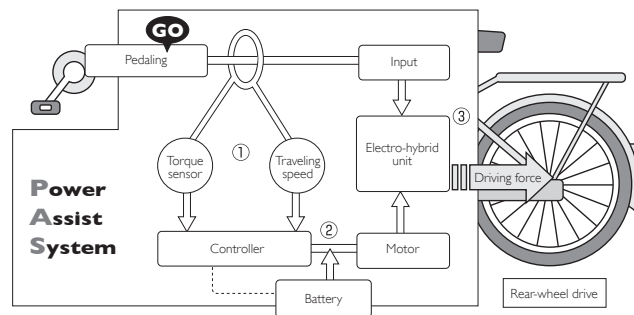 GO
Pedaling
Input
①
③
Torque
sensor
Traveling
speed
Electro-hybrid
unit
Driving force
Power
Assist
System
②
Controller
Motor
Battery
Rear-wheel drive